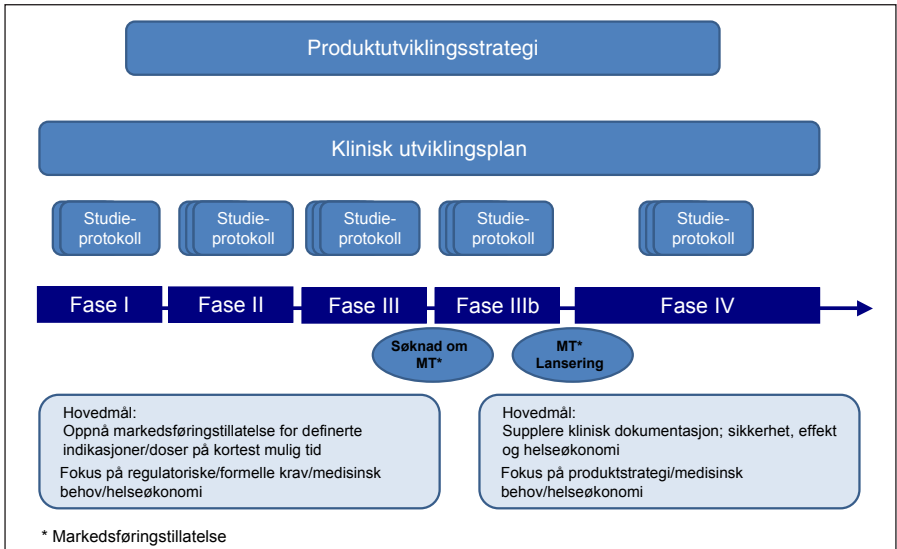 Produktutviklingsstrategi
Klinisk utviklingsplan
Studie-
protokoll
Studie-
protokoll
Studie-
protokoll
Studie-
protokoll
Studie-
protokoll
Fase I
Fase II
Fase III
Fase IIIb
Fase IV
Søknad om
MT*
MT*
Lansering
Hovedmål:
Oppnå markedsføringstillatelse for definerte
indikasjoner/doser på kortest mulig tid
Fokus på regulatoriske/formelle krav/medisinsk
behov/helseøkonomi
Hovedmål:
Supplere klinisk dokumentasjon; sikkerhet, effekt
og helseøkonomi
Fokus på produktstrategi/medisinsk
behov/helseøkonomi
* Markedsføringstillatelse